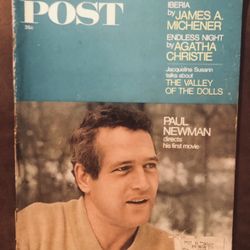 POST
IBERIA
by JAMES A.
MICHENER
ENDLESS NIGHT
by AGATHA
CHRISTIE
Jacqueline Susann
talks about
THE VALLEY
OF THE DOLLS
PAUL
NEWMAN
directs
his first movie